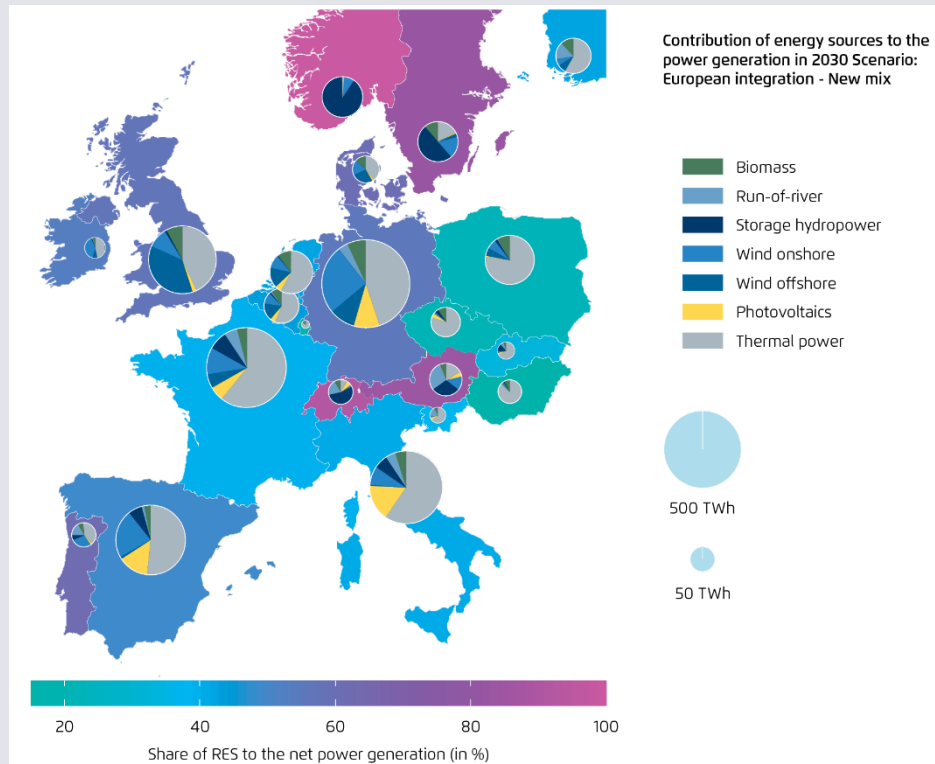 Contribution of energy sources to the
power generation in 2030 Scenario:
European integration - New mix
Biomass
Run-of-river
Storage hydropower
Wind onshore
Wind offshore
Photovoltaics
Thermal power
500 TWh
50 TWh
20 40 60 80 100
Share of RES to the net power generation (in %)